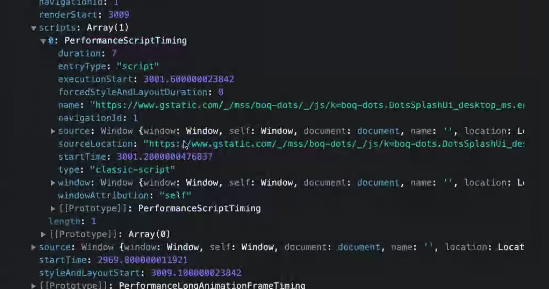 navigationId: 1
renderStart: 3009
▼ scripts: Array(1)
▼ 0: PerformanceScriptTiming
duration: 7
entryType: "script"
executionStart: 3001.600000023842
forcedStyleAndLayoutDuration: 0
name: "https://www.gstatic.com/_/mss/boq-dots/_/js/k=boq-dots.DotsSplashUi_desktop_ms.en
navigationId: 1
▶ source: Window {window: Window, self: Window, document: document, name: '', location: Lo
sourceLocation: "https://www.gstatic.com/_/mss/boq-dots/_/js/k=boq-dots.DotsSplashUi_des
startTime: 3001.2000000476837
type: "classic-script"
▶ window: Window {window: Window, self: Window, document: document, name: '', location: Lo
windowAttribution: "self"
▶ [[Prototype]]: PerformanceScriptTiming
length: 1
▶ [[Prototype]]: Array(0)
▶ source: Window {window: Window, self: Window, document: document, name: '', location: Locat
startTime: 2969.800000011921
styleAndLayoutStart: 3009.100000023842
▶ [[Prototype]]: PerformanceLongAnimationFrameTiming